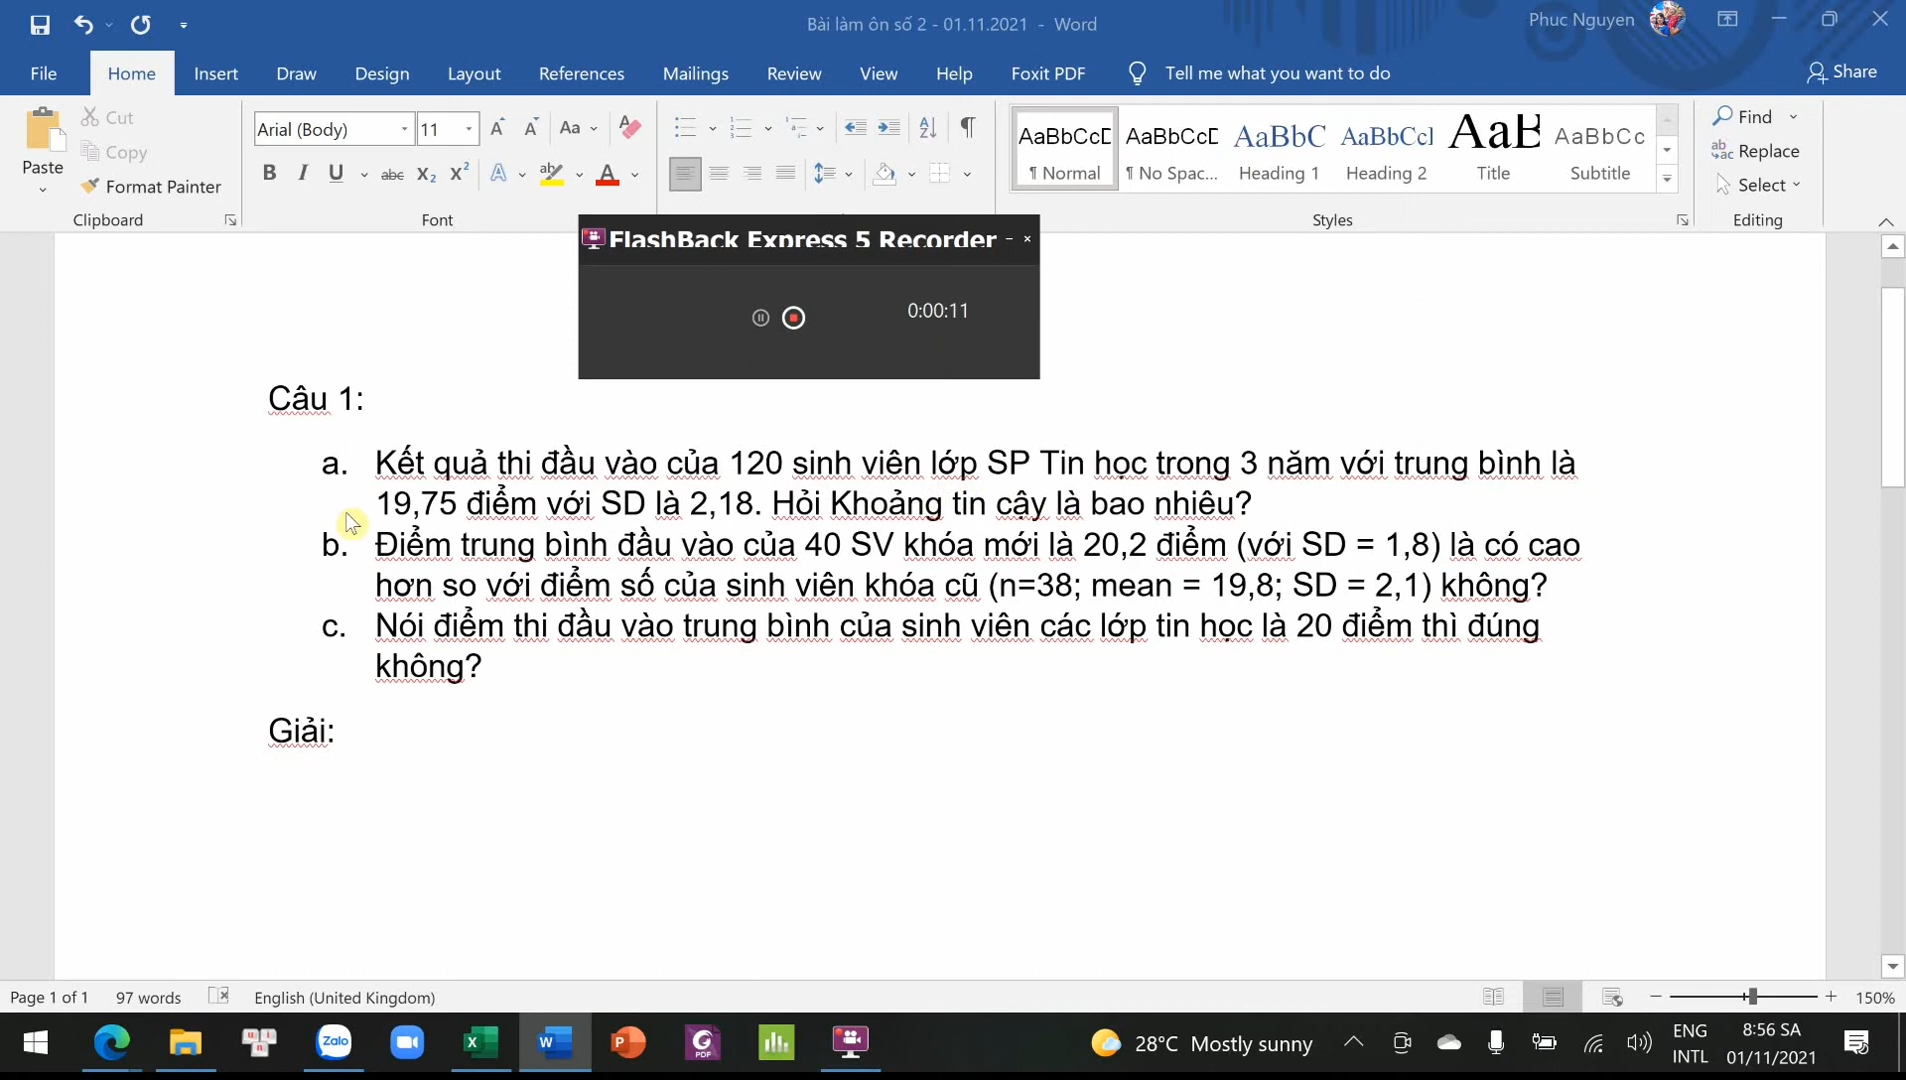 Bài làm ôn số 2 - 01.11.2021 - Word
Phuc Nguyen
File Home Insert Draw Design Layout References Mailings Review View Help Foxit PDF Tell me what you want to do Share
Paste
Cut
Copy
Format Painter
Clipboard
Arial (Body) 11
Aa
B I U abc X₂ X² A ab A
Font
AaBbCcD AaBbCcD AaBbC AaBbCcl AaB AaBbCc
¶ Normal ¶ No Spac... Heading 1 Heading 2 Title Subtitle
Styles
Find
Replace
Select
Editing
FlashBack Express 5 Recorder
0:00:11
Câu 1:
a. Kết quả thi đầu vào của 120 sinh viên lớp SP Tin học trong 3 năm với trung bình là
19,75 điểm với SD là 2,18. Hỏi Khoảng tin cậy là bao nhiêu?
b. Điểm trung bình đầu vào của 40 SV khóa mới là 20,2 điểm (với SD = 1,8) là có cao
hơn so với điểm số của sinh viên khóa cũ (n=38; mean = 19,8; SD = 2,1) không?
c. Nói điểm thi đầu vào trung bình của sinh viên các lớp tin học là 20 điểm thì đúng
không?
Giải:
Page 1 of 1 97 words English (United Kingdom) 150%
Zalo
PDF
28°C Mostly sunny
ENG
INTL
8:56 SA
01/11/2021